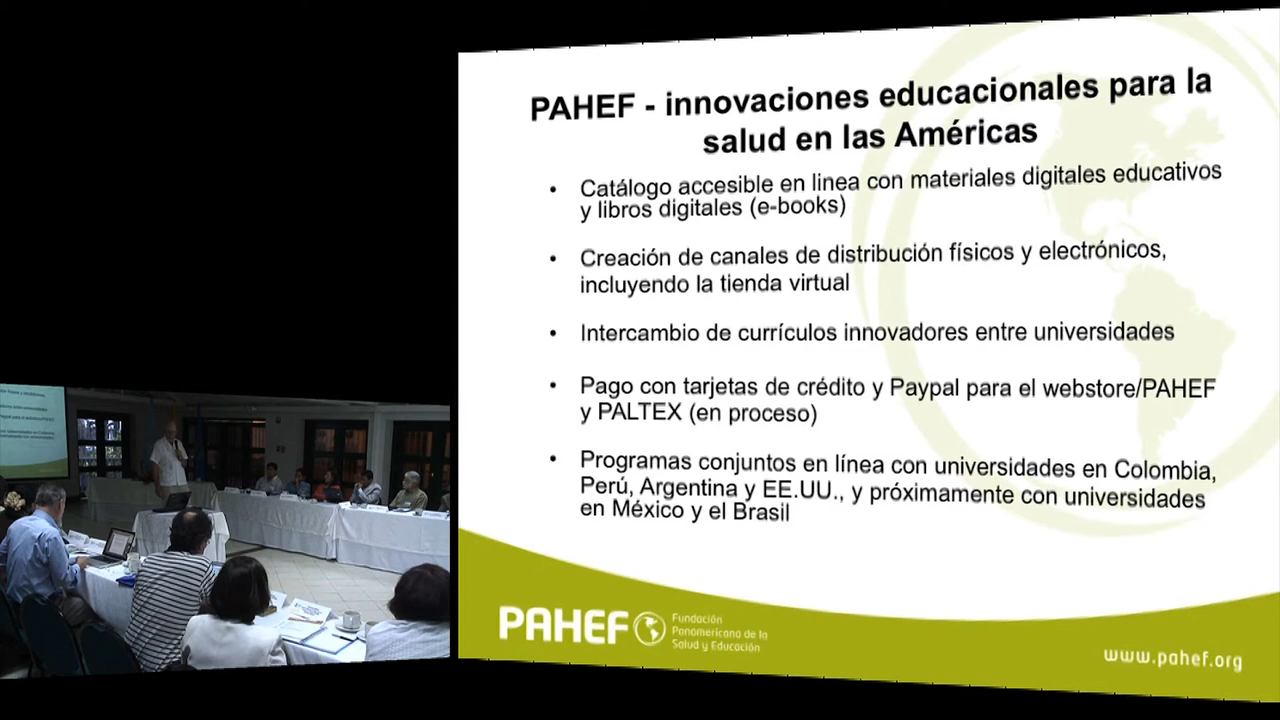 PAHEF - innovaciones educacionales para la
salud en las Américas
• Catálogo accesible en linea con materiales digitales educativos
y libros digitales (e-books)
• Creación de canales de distribución físicos y electrónicos,
incluyendo la tienda virtual
• Intercambio de currículos innovadores entre universidades
• Pago con tarjetas de crédito y Paypal para el webstore/PAHEF
y PALTEX (en proceso)
• Programas conjuntos en línea con universidades en Colombia,
Perú, Argentina y EE.UU., y próximamente con universidades
en México y el Brasil
PAHEF
Fundación
Panamericana de la
Salud y Educación
www.pahef.org